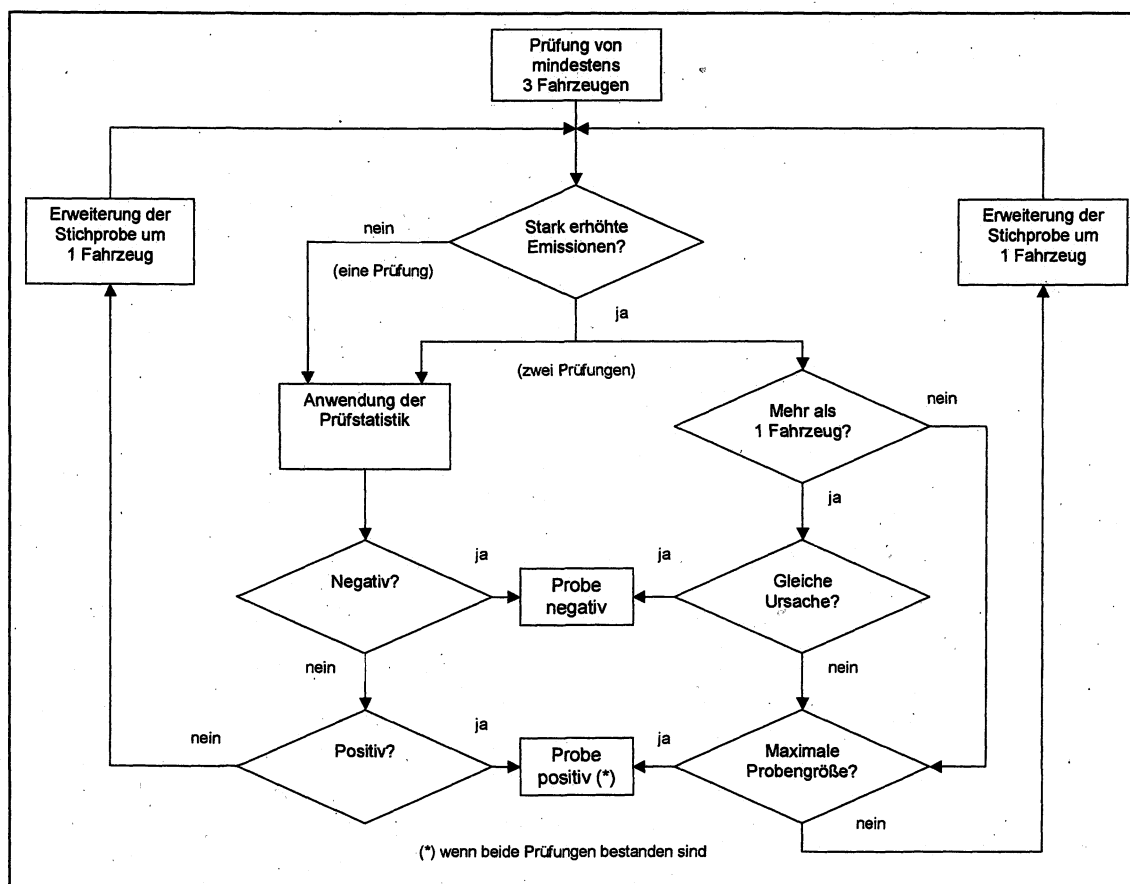 Prüfung von
mindestens
3 Fahrzeugen
Erweiterung der
Stichprobe um
1 Fahrzeug
nein
(eine Prüfung)
Stark erhöhte
Emissionen?
Erweiterung der
Stichprobe um
1 Fahrzeug
ja
(zwei Prüfungen)
Anwendung der
Prüfstatistik
Mehr als
1 Fahrzeug?
nein
ja
Negativ?
ja
Probe
negativ
ja
Gleiche
Ursache?
nein
nein
nein
Positiv?
ja
Probe
positiv (*)
ja
Maximale
Probengröße?
nein
(*) wenn beide Prüfungen bestanden sind